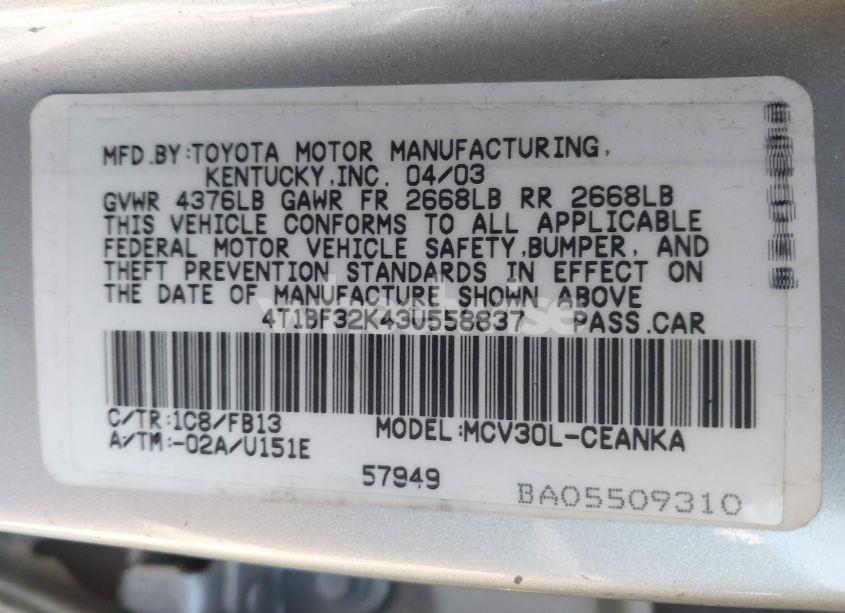 MFD.BY:TOYOTA MOTOR MANUFACTURING,
KENTUCKY,INC. 04/03
GVWR 4376LB GAWR FR 2668LB RR 2668LB
THIS VEHICLE CONFORMS TO ALL APPLICABLE
FEDERAL MOTOR VEHICLE SAFETY,BUMPER, AND
THEFT PREVENTION STANDARDS IN EFFECT ON
THE DATE OF MANUFACTURE SHOWN ABOVE
4T1BF32K43U558837 PASS.CAR
C/TR:1C8/FB13 MODEL:MCV30L-CEANKA
A/TM:-02A/U151E
57949 BA05509310